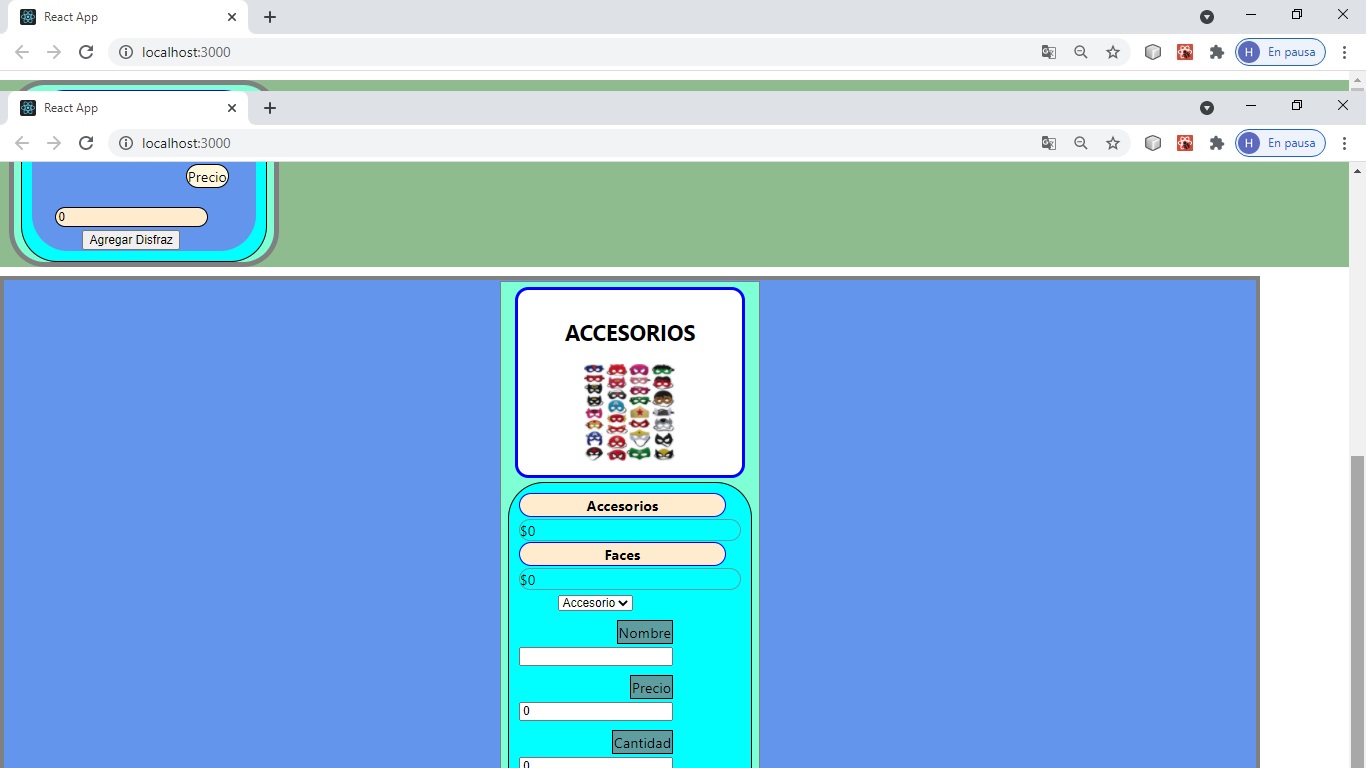 React App
localhost:3000
H En pausa
React App
localhost:3000
H En pausa
Precio
0
Agregar Disfraz
ACCESORIOS
Accesorios
$0
Faces
$0
Accesorio
Nombre
Precio
0
Cantidad
0